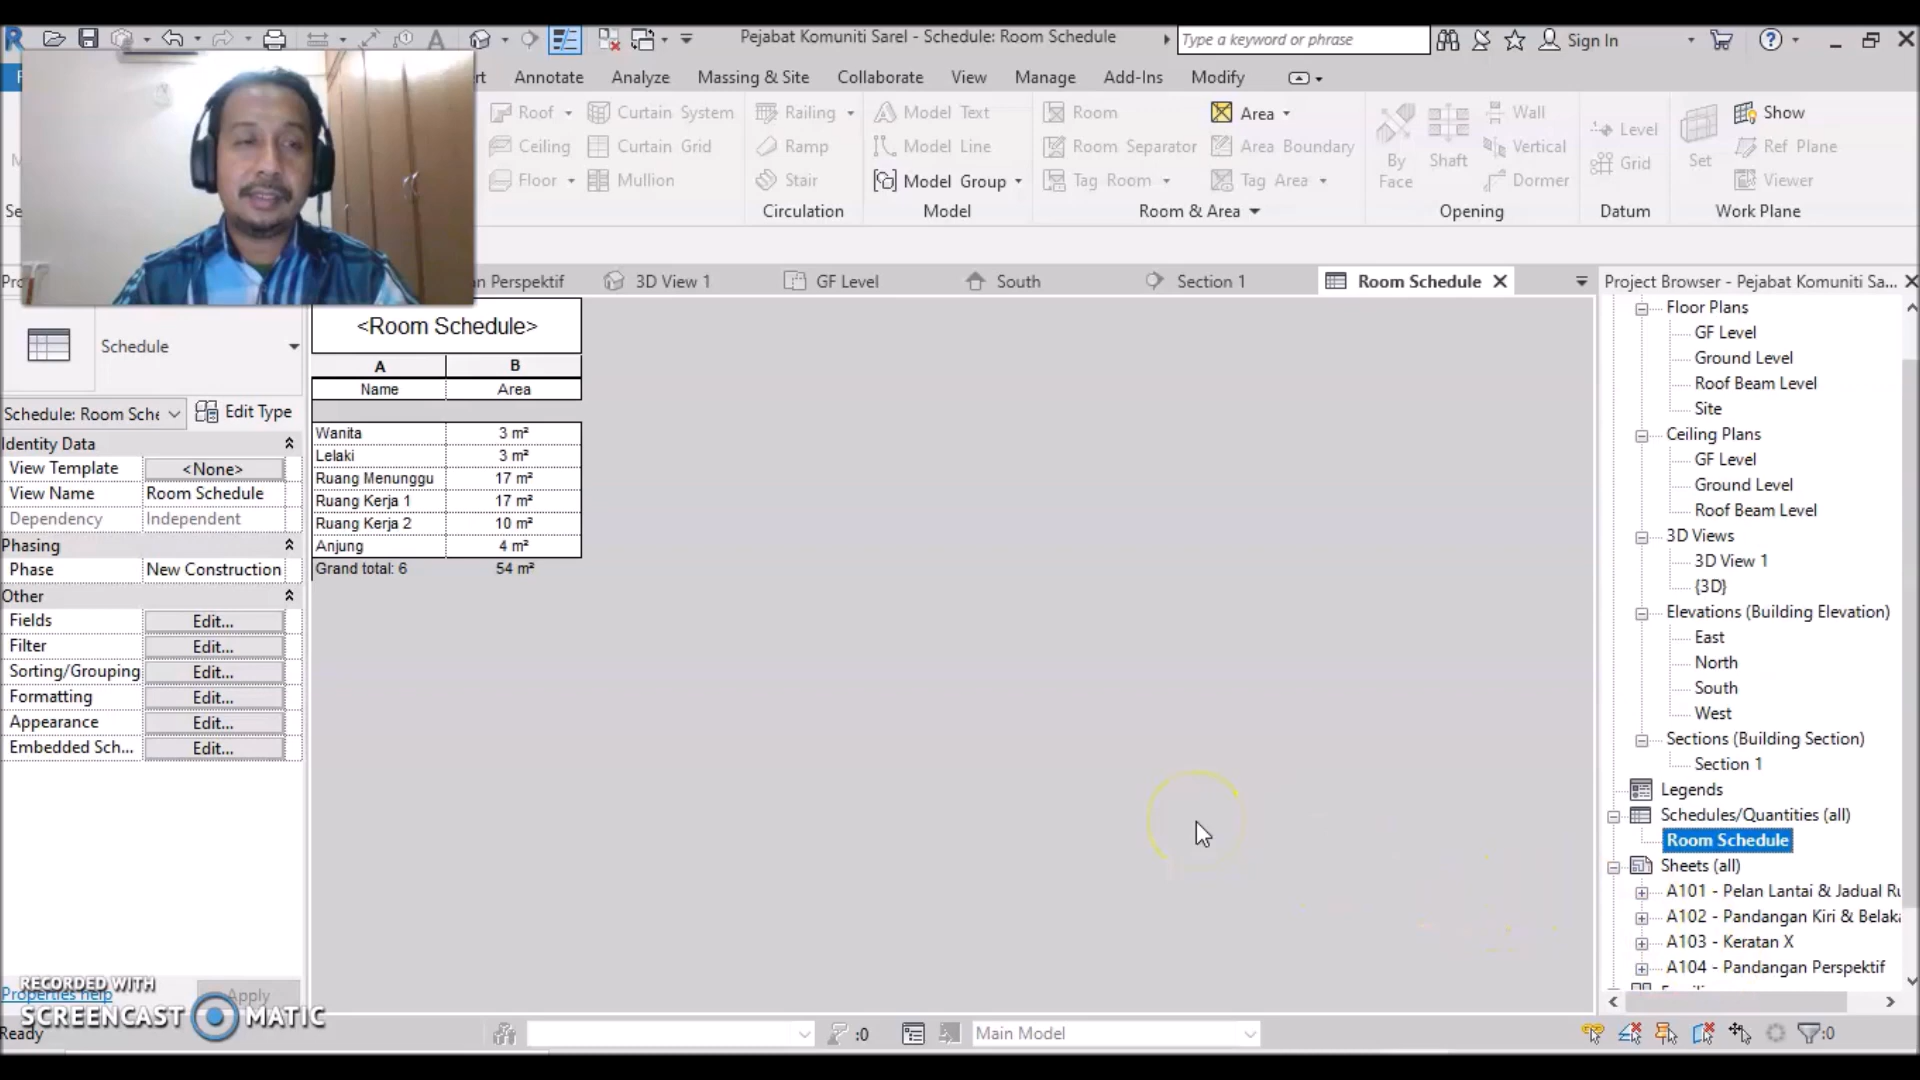 Pejabat Komuniti Sarel - Schedule: Room Schedule
Type a keyword or phrase
Sign In
Annotate Analyze Massing & Site Collaborate View Manage Add-Ins Modify
Roof Curtain System Railing Model Text Room Area Wall Show
Ceiling Curtain Grid Ramp Model Line Room Separator Area Boundary By Face Shaft Vertical Level Set Ref Plane
Floor Mullion Stair Model Group Tag Room Tag Area Dormer Grid Viewer
Circulation Model Room & Area Opening Datum Work Plane
n Perspektif 3D View 1 GF Level South Section 1 Room Schedule
Schedule
Schedule: Room Sche Edit Type
Identity Data
View Template <None>
View Name Room Schedule
Dependency Independent
Phasing
Phase New Construction
Other
Fields Edit...
Filter Edit...
Sorting/Grouping Edit...
Formatting Edit...
Appearance Edit...
Embedded Sch... Edit...
Properties help Apply
RECORDED WITH
SCREENCAST MATIC
<Room Schedule>
A B
Name Area
Wanita 3 m²
Lelaki 3 m²
Ruang Menunggu 17 m²
Ruang Kerja 1 17 m²
Ruang Kerja 2 10 m²
Anjung 4 m²
Grand total: 6 54 m²
Project Browser - Pejabat Komuniti Sa...
Floor Plans
GF Level
Ground Level
Roof Beam Level
Site
Ceiling Plans
GF Level
Ground Level
Roof Beam Level
3D Views
3D View 1
{3D}
Elevations (Building Elevation)
East
North
South
West
Sections (Building Section)
Section 1
Legends
Schedules/Quantities (all)
Room Schedule
Sheets (all)
A101 - Pelan Lantai & Jadual Ru
A102 - Pandangan Kiri & Belaka
A103 - Keratan X
A104 - Pandangan Perspektif
Ready :0 Main Model :0